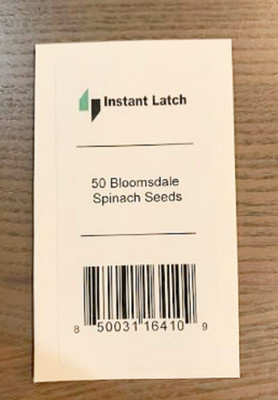 Instant Latch
50 Bloomsdale
Spinach Seeds
8 50031 16410 9